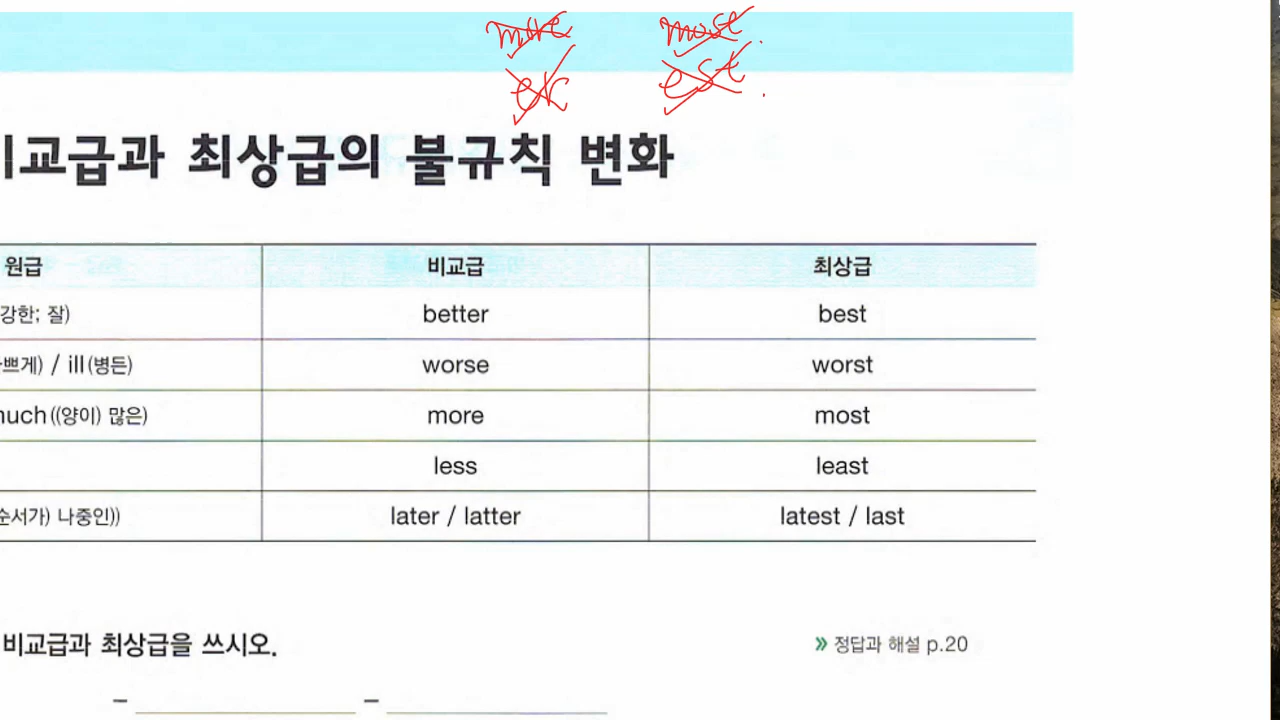 more most
er est
비교급과 최상급의 불규칙 변화
원급 비교급 최상급
강한; 잘) better best
쁘게) / ill(병든) worse worst
much((양이) 많은) more most
less least
순서가) 나중인)) later / latter latest / last
비교급과 최상급을 쓰시오. » 정답과 해설 p.20
– –